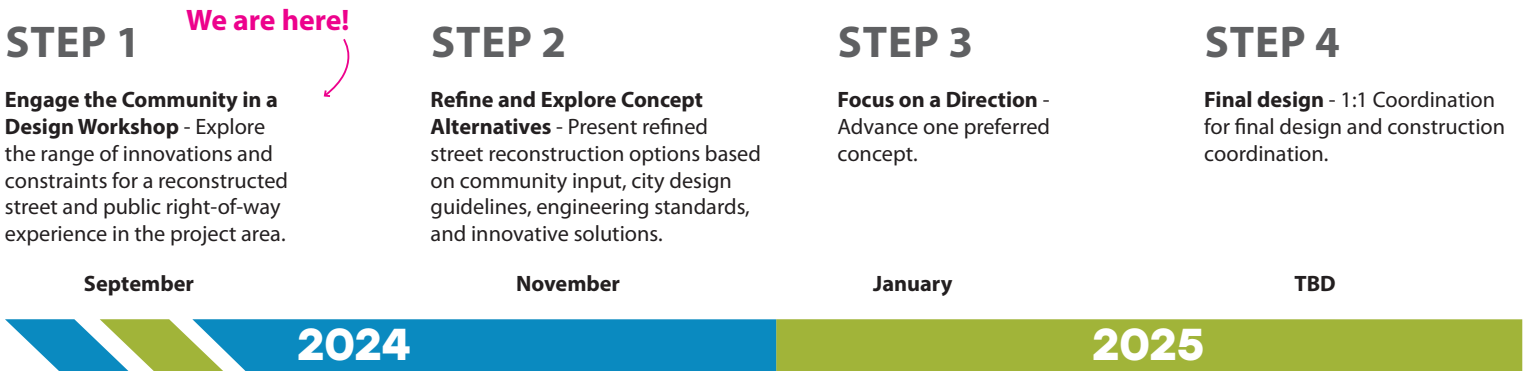 We are here!
STEP 1
Engage the Community in a
Design Workshop - Explore
the range of innovations and
constraints for a reconstructed
street and public right-of-way
experience in the project area.
September
STEP 2
Refine and Explore Concept
Alternatives - Present refined
street reconstruction options based
on community input, city design
guidelines, engineering standards,
and innovative solutions.
November
STEP 3
Focus on a Direction -
Advance one preferred
concept.
January
STEP 4
Final design - 1:1 Coordination
for final design and construction
coordination.
TBD
2024
2025